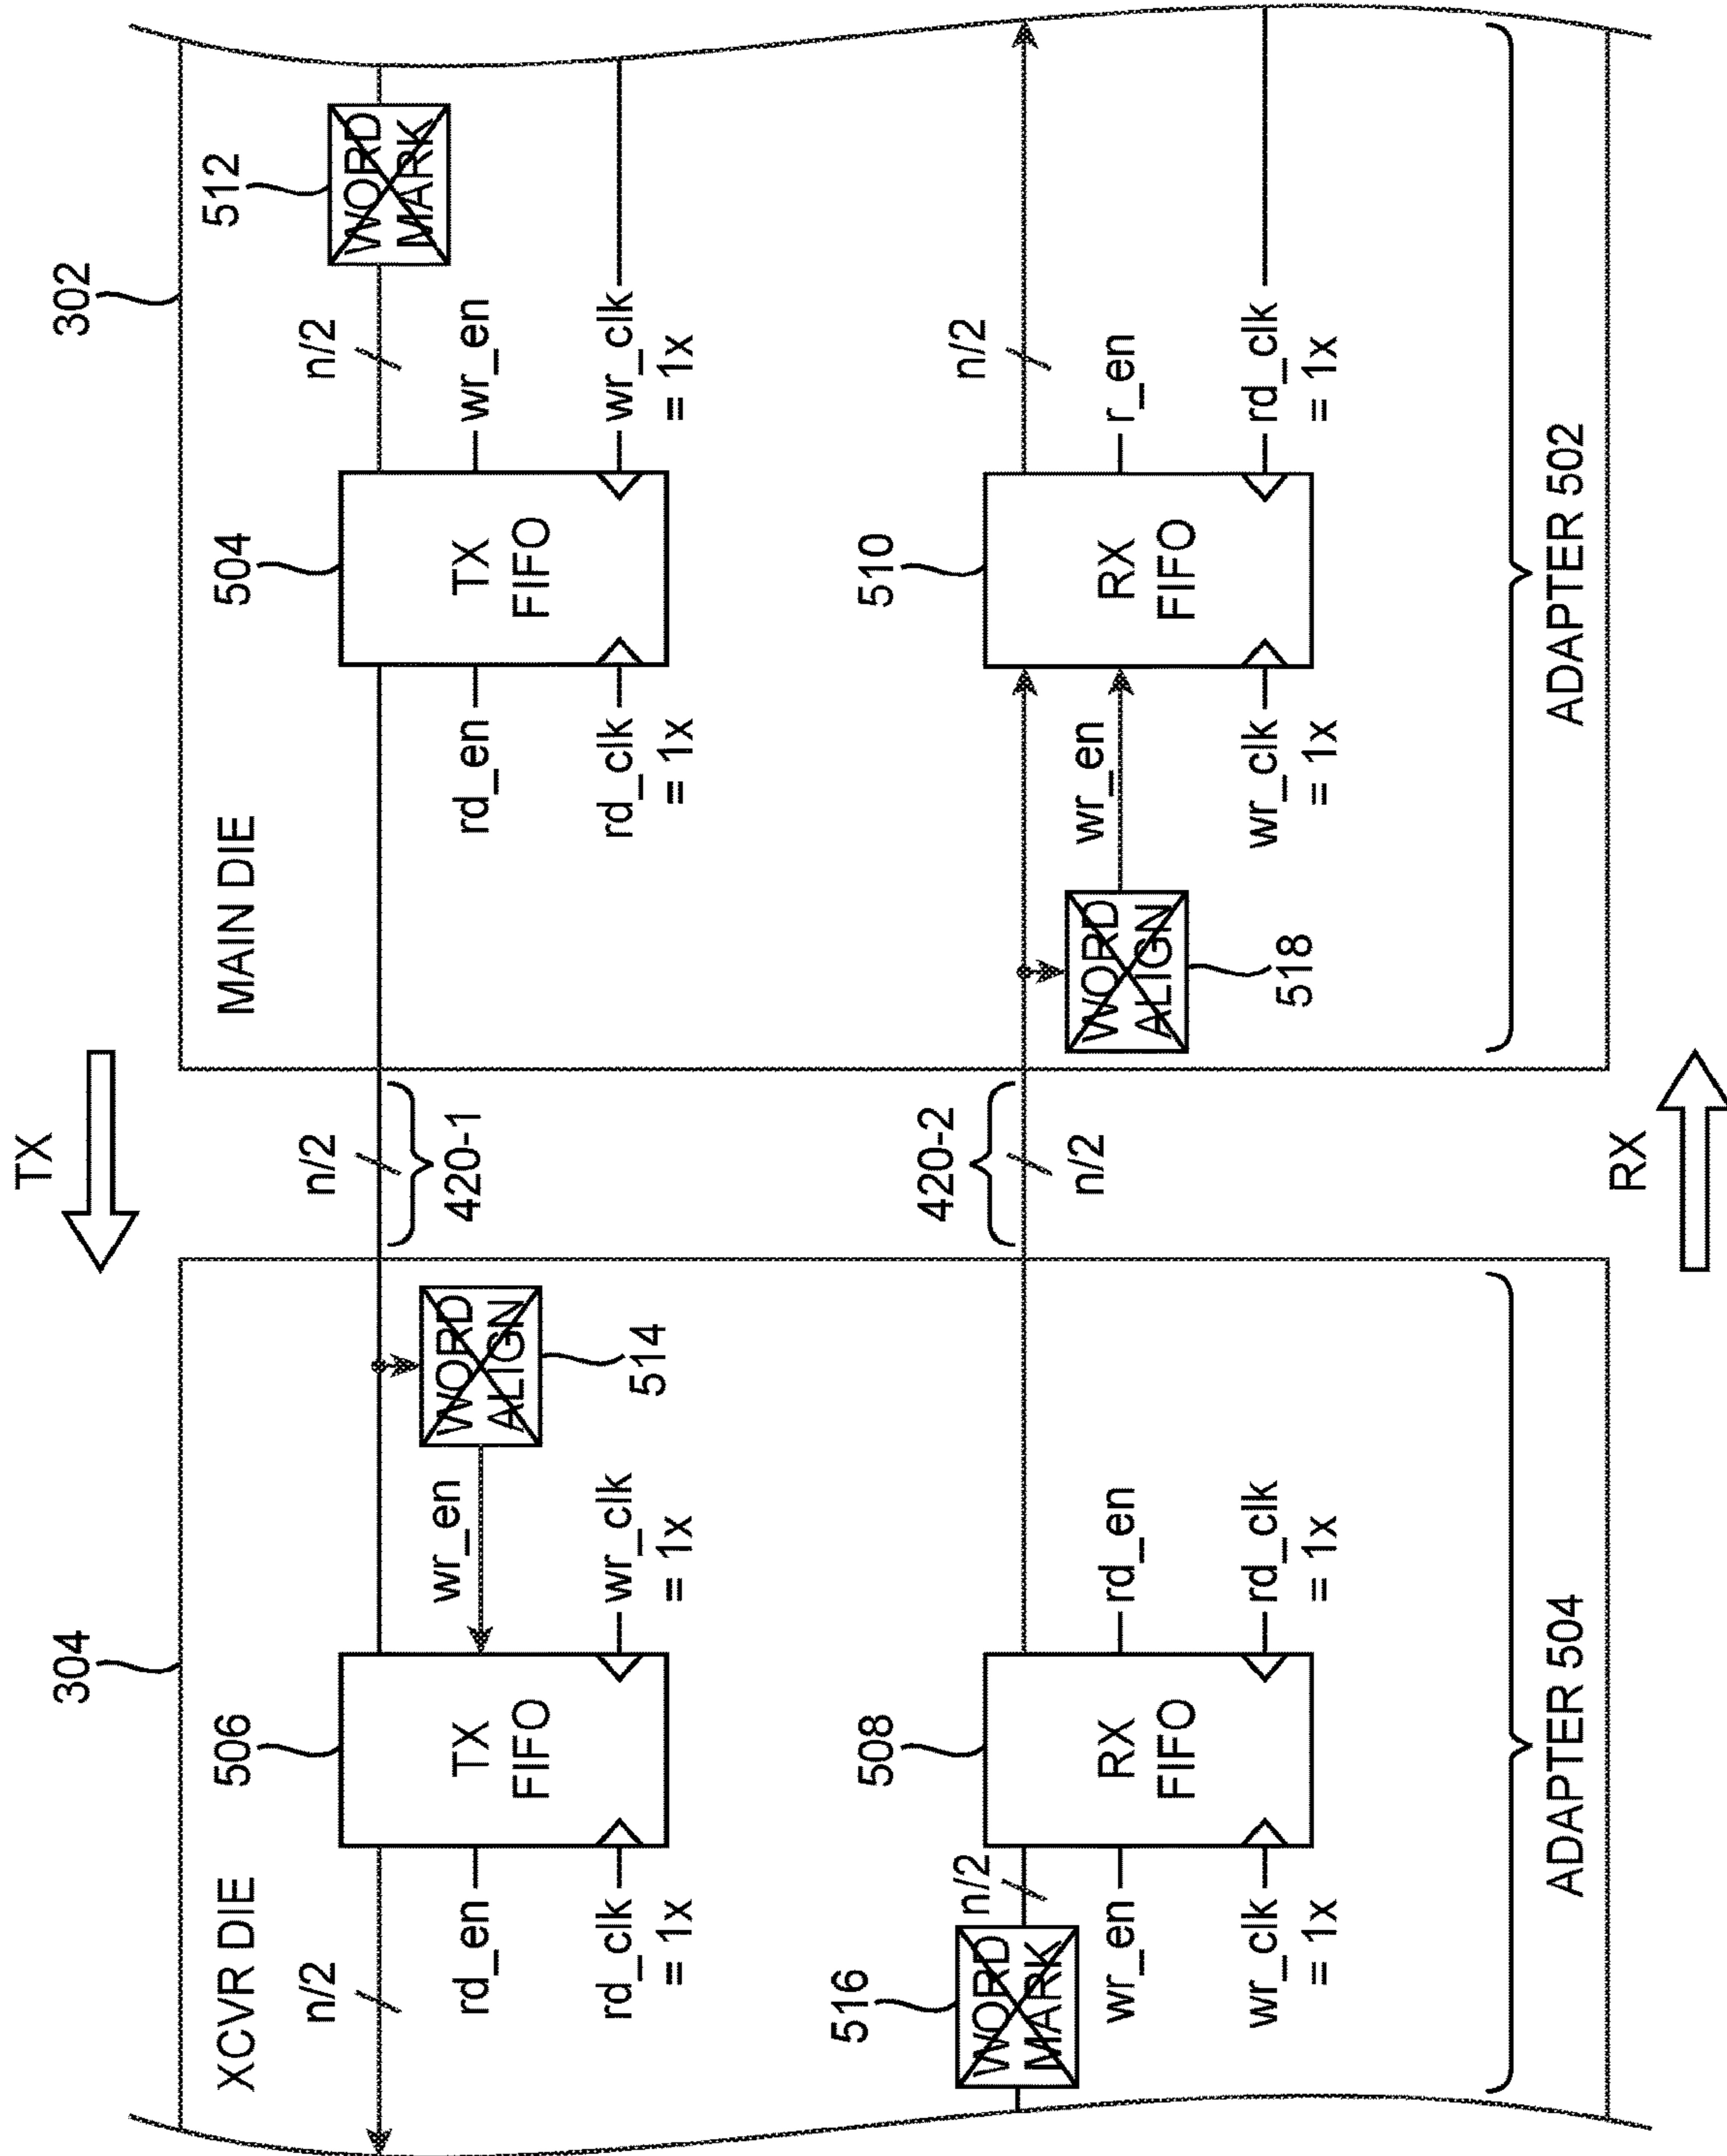 TX
304
302
XCVR DIE
MAIN DIE
506
504
512
n/2
n/2
n/2
420-1
WORD
MARK
TX
FIFO
TX
FIFO
WORD
ALIGN
514
rd_en
wr_en
rd_en
wr_en
rd_clk
= 1x
wr_clk
= 1x
rd_clk
= 1x
wr_clk
= 1x
516
508
510
420-2
n/2
n/2
n/2
WORD
MARK
RX
FIFO
RX
FIFO
WORD
ALIGN
518
wr_en
rd_en
wr_en
r_en
wr_clk
= 1x
rd_clk
= 1x
wr_clk
= 1x
rd_clk
= 1x
ADAPTER 504
ADAPTER 502
RX